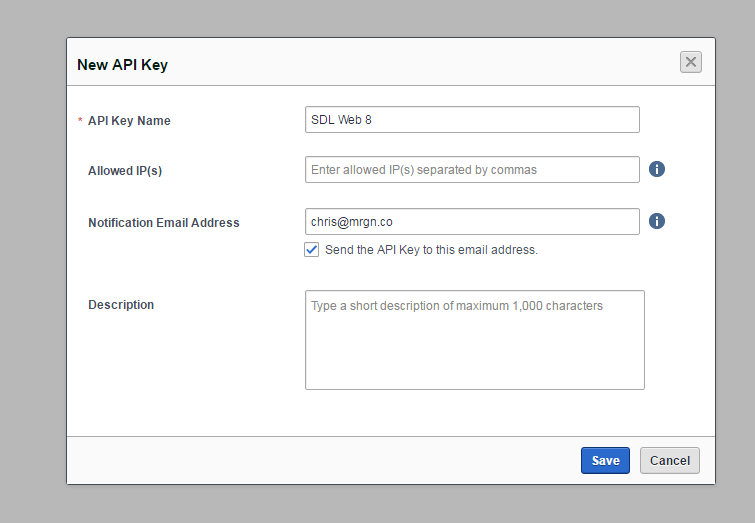 New API Key
* API Key Name
SDL Web 8
Allowed IP(s)
Enter allowed IP(s) separated by commas
Notification Email Address
chris@mrgn.co
Send the API Key to this email address.
Description
Type a short description of maximum 1,000 characters
Save
Cancel